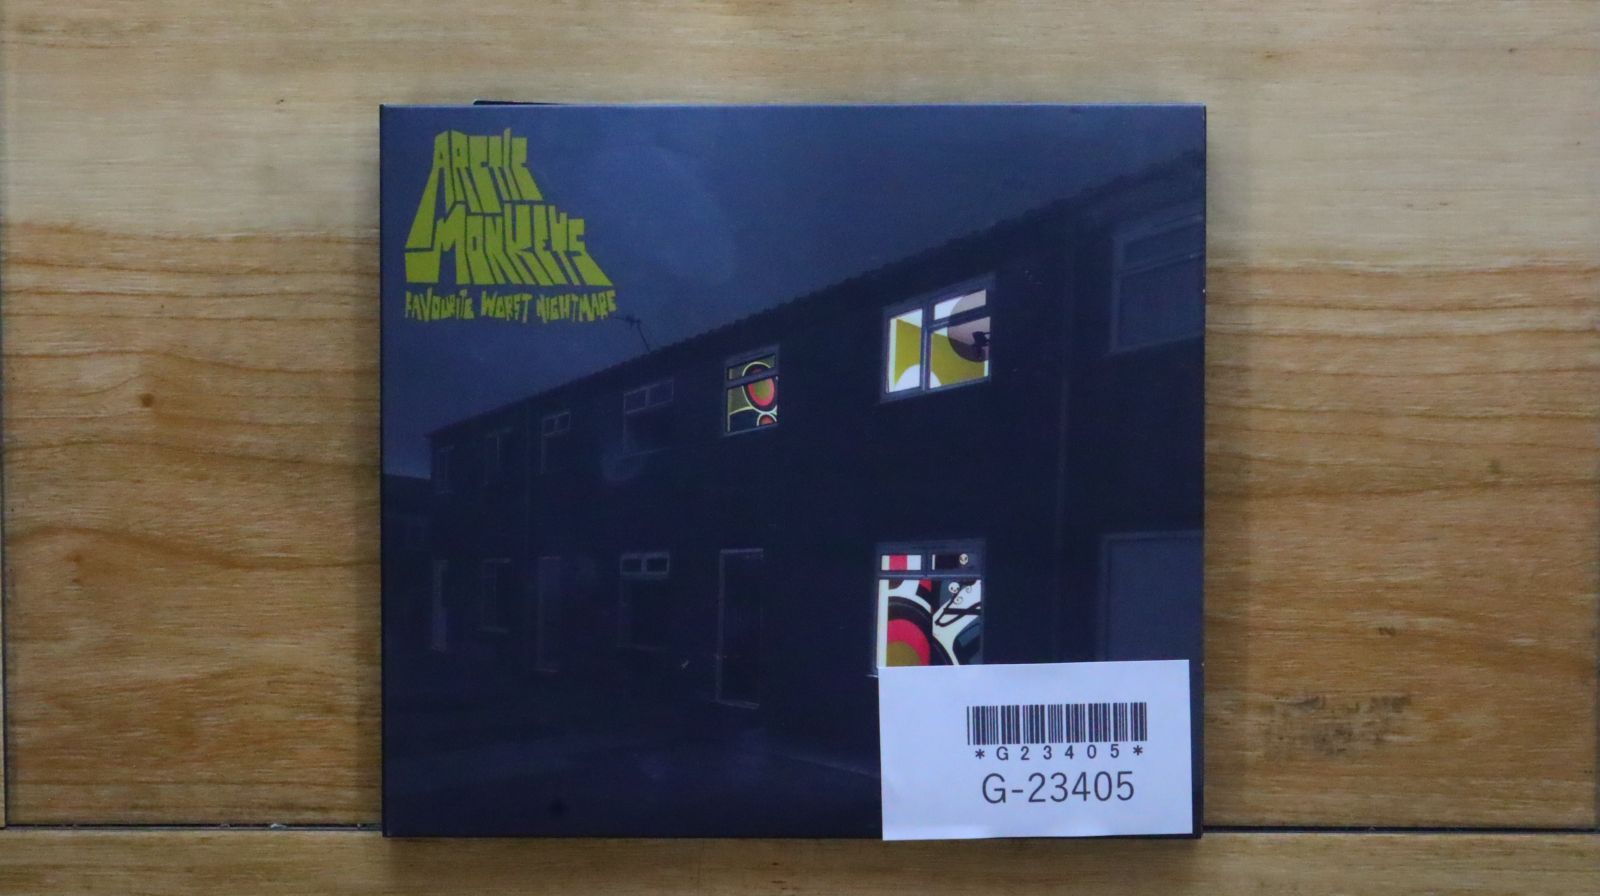 ARCTIC
MONKEYS
FAVOURITE WORST NIGHTMARE
*G23405*
G-23405